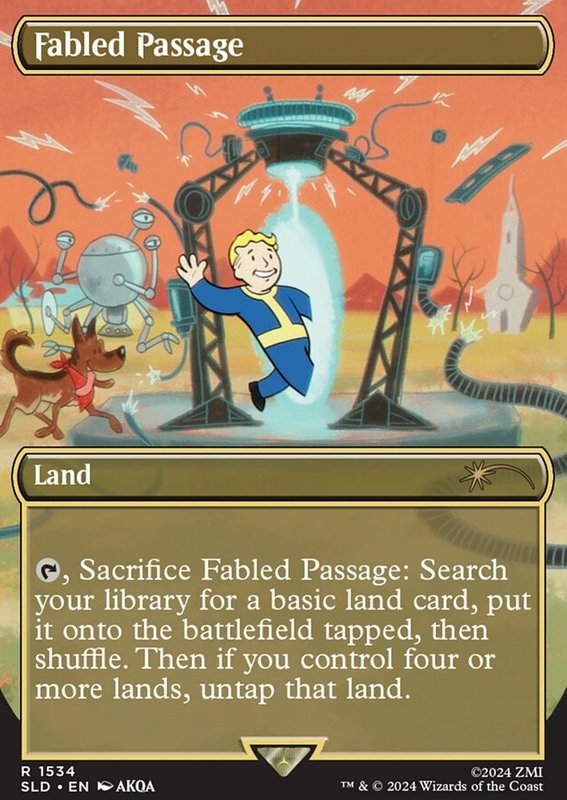 Fabled Passage
Land
, Sacrifice Fabled Passage: Search
your library for a basic land card, put
it onto the battlefield tapped, then
shuffle. Then if you control four or
more lands, untap that land.
R 1534
SLD • EN AKQA
©2024 ZMI
™ & © 2024 Wizards of the Coast